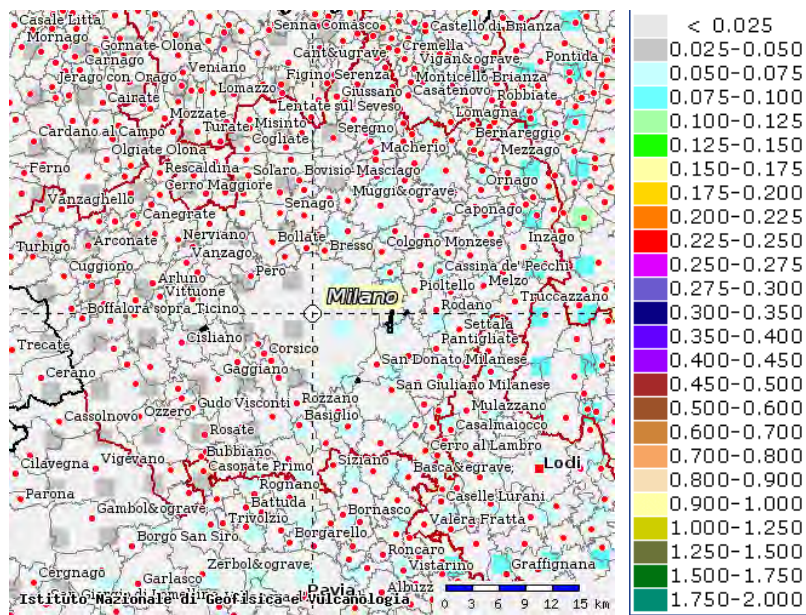 Casale Litta
Senna Comasco
Castello di Brianza
Mornago
Gornate Olona
Cant&ugrave;
Cremella
Carnago
Veniano
Vigan&ograve;
Pontida
Jerago con Orago
Figino Serenza
Monticello Brianza
Lomazzo
Giussano
Casatenovo
Cairate
Lentate sul Seveso
Robbiate
Mozzate
Lomagna
Cardano al Campo
Turate
Misinto
Seregno
Bernareggio
Cogliate
Olgiate Olona
Macherio
Mezzago
Ferno
Rescaldina
Solaro
Bovisio Masciago
Cerro Maggiore
Ornago
Vanzaghello
Muggi&ograve;
Senago
Canegrate
Caponago
Arconate
Nerviano
Bollate
Inzago
Turbigo
Vanzago
Bresso
Cologno Monzese
Cuggiono
Pero
Cassina de' Pecchi
Arluno
Pioltello
Melzo
Vittuone
Milano
Truccazzano
Boffalora sopra Ticino
Rodano
Settala
Cisliano
Pantigliate
Trecate
Corsico
San Donato Milanese
Cerano
Gaggiano
San Giuliano Milanese
Gudo Visconti
Rozzano
Ozzero
Mulazzano
Cassolnovo
Basiglio
Casalmaiocco
Rosate
Cerro al Lambro
Bubbiano
Cilavegna
Vigevano
Siziano
Lodi
Casorate Primo
Basca&egrave;
Parona
Rognano
Caselle Lurani
Battuda
Gambol&ograve;
Bornasco
Trivolzio
Valera Fratta
Borgo San Siro
Borgarello
Roncaro
Zerbol&ograve;
Vistarino
Graffignana
Cergnago
Garlasco
Pavia
Albuzz
Istituto Nazionale di Geofisica e Vulcanologia
0 3 6 9 12 15 km
< 0.025
0.025-0.050
0.050-0.075
0.075-0.100
0.100-0.125
0.125-0.150
0.150-0.175
0.175-0.200
0.200-0.225
0.225-0.250
0.250-0.275
0.275-0.300
0.300-0.350
0.350-0.400
0.400-0.450
0.450-0.500
0.500-0.600
0.600-0.700
0.700-0.800
0.800-0.900
0.900-1.000
1.000-1.250
1.250-1.500
1.500-1.750
1.750-2.000